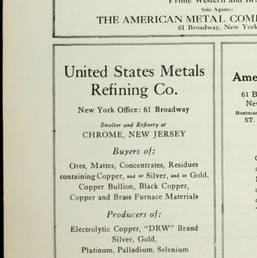 Prime Western and Br
Sole Agents:
THE AMERICAN METAL COM
61 Broadway, New York
United States Metals
Refining Co.
New York Office: 61 Broadway
Smelter and Refinery at
CHROME, NEW JERSEY
Buyers of:
Ores, Mattes, Concentrates, Residues
containing Copper, and or Silver, and or Gold,
Copper Bullion, Black Copper,
Copper and Brass Furnace Materials
Producers of:
Electrolytic Copper, "DRW" Brand
Silver, Gold,
Platinum, Palladium, Selenium
Ame
61 B
Ne
Boatmen
ST.